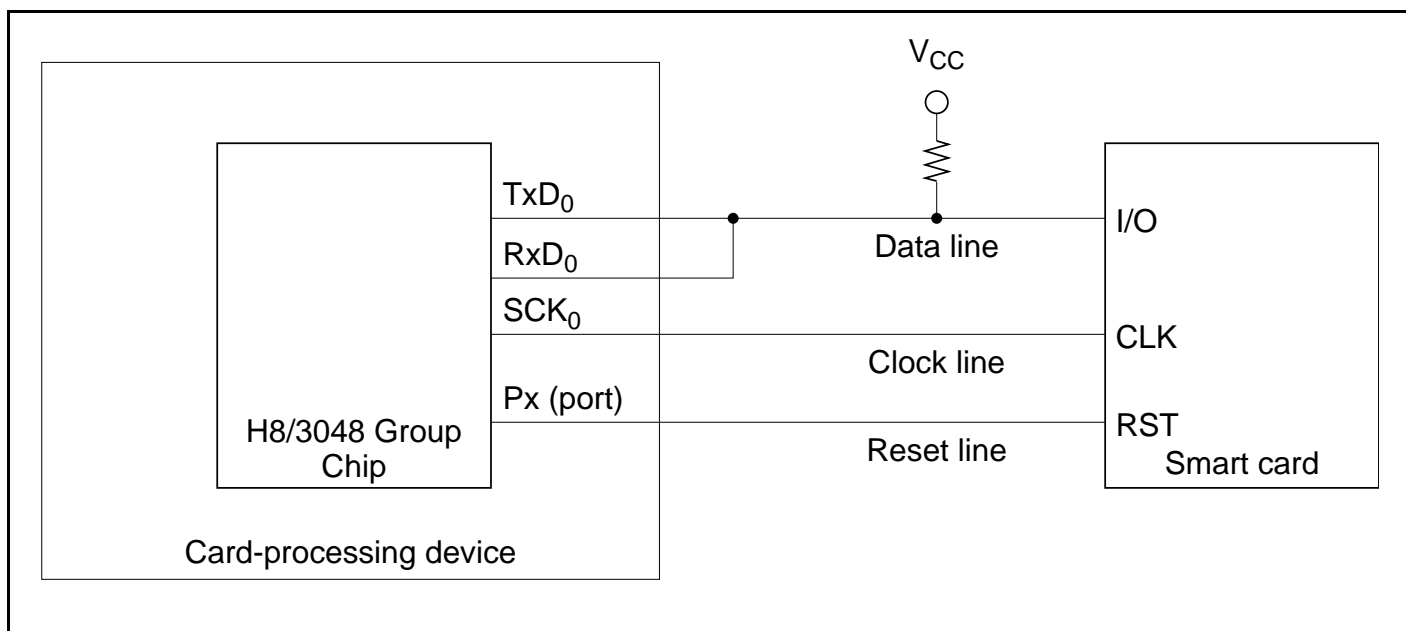 V_CC
TxD_0
RxD_0
SCK_0
Px (port)
H8/3048 Group
Chip
Card-processing device
Data line
Clock line
Reset line
I/O
CLK
RST
Smart card